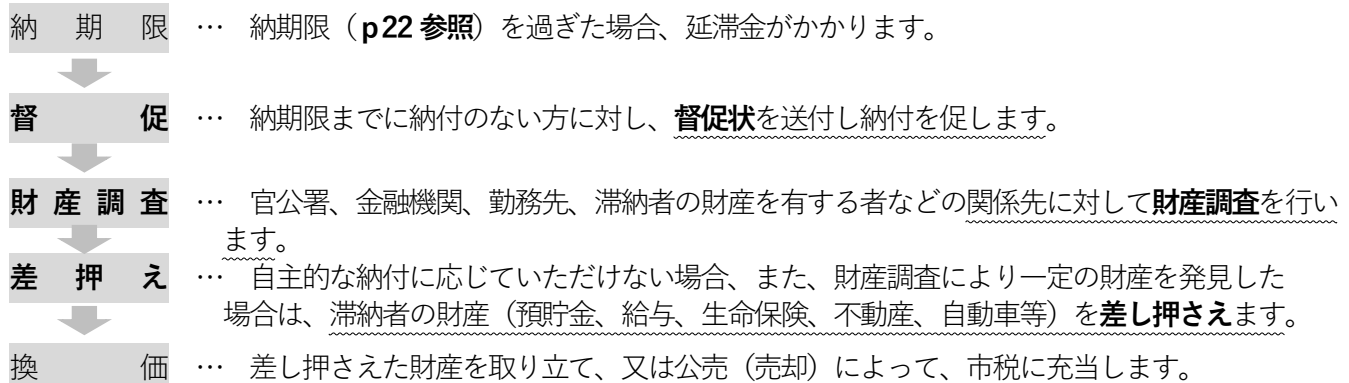 納期限 … 納期限（p22 参照）を過ぎた場合、延滞金がかかります。
督促 … 納期限までに納付のない方に対し、督促状を送付し納付を促します。
財産調査 … 官公署、金融機関、勤務先、滞納者の財産を有する者などの関係先に対して財産調査を行い
ます。
差押え … 自主的な納付に応じていただけない場合、また、財産調査により一定の財産を発見した
場合は、滞納者の財産（預貯金、給与、生命保険、不動産、自動車等）を差し押さえます。
換価 … 差し押さえた財産を取り立て、又は公売（売却）によって、市税に充当します。